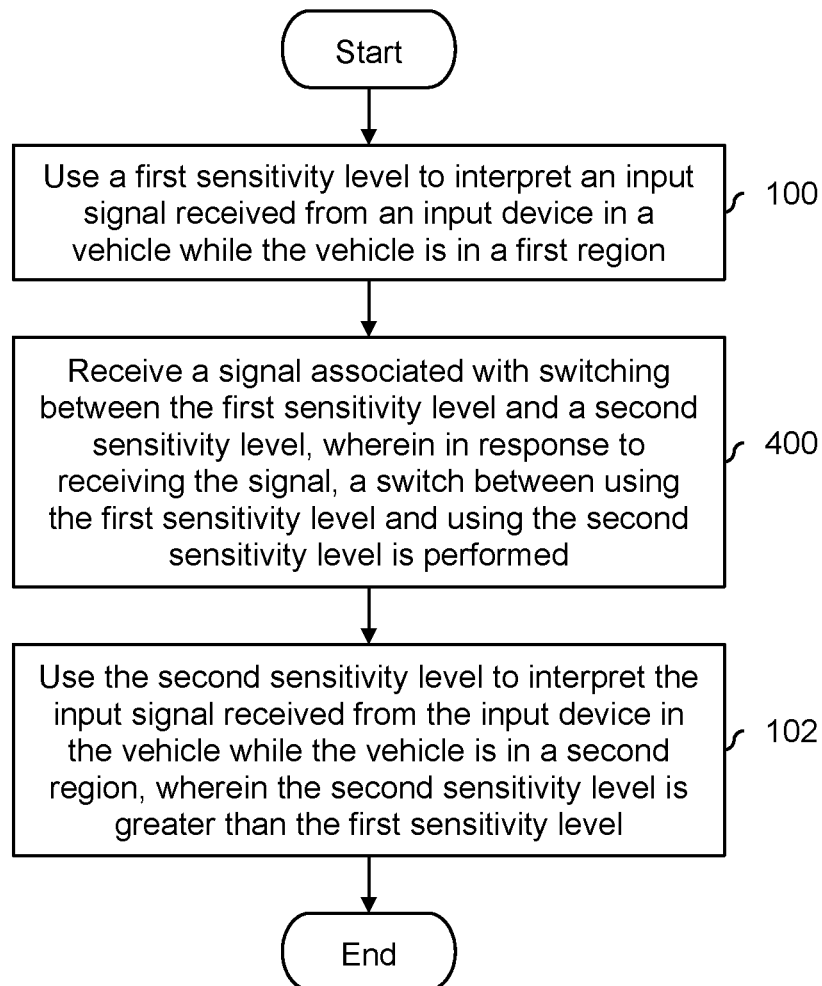 Start
Use a first sensitivity level to interpret an input
signal received from an input device in a
vehicle while the vehicle is in a first region
100
Receive a signal associated with switching
between the first sensitivity level and a second
sensitivity level, wherein in response to
receiving the signal, a switch between using
the first sensitivity level and using the second
sensitivity level is performed
400
Use the second sensitivity level to interpret the
input signal received from the input device in
the vehicle while the vehicle is in a second
region, wherein the second sensitivity level is
greater than the first sensitivity level
102
End